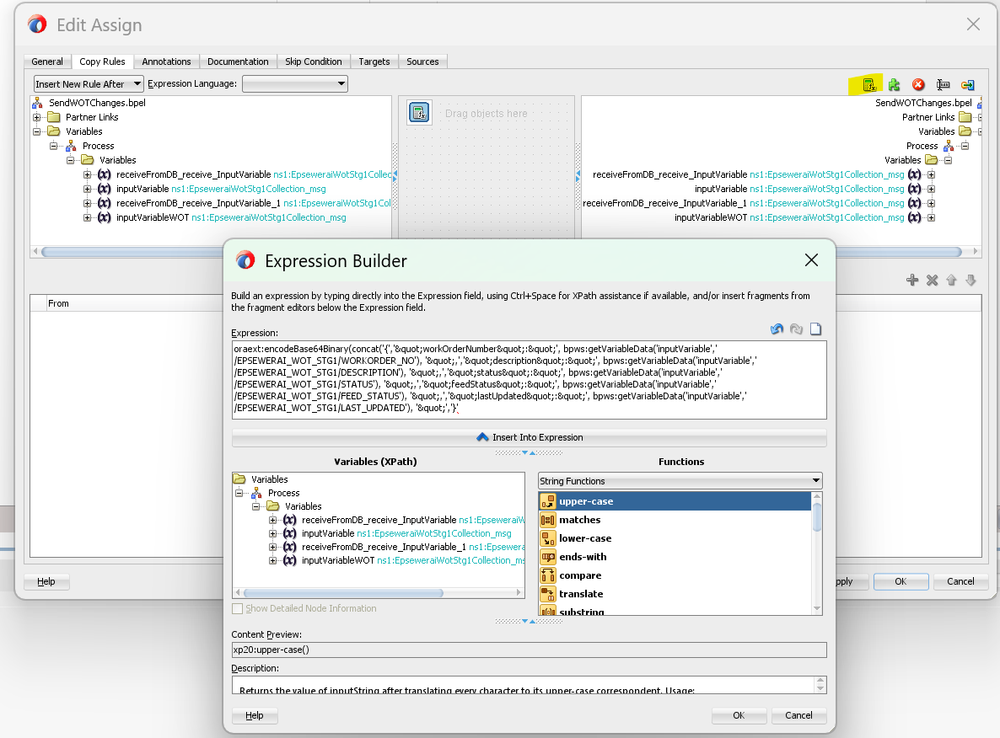 Edit Assign
General
Copy Rules
Annotations
Documentation
Skip Condition
Targets
Sources
Insert New Rule After
Expression Language:
SendWOTChanges.bpel
Partner Links
Variables
Process
Variables
receiveFromDB_receive_InputVariable ns1:EpseweraiWotStg1Collec
inputVariable ns1:EpseweraiWotStg1Collection_msg
receiveFromDB_receive_InputVariable_1 ns1:EpseweraiWotStg1Col
inputVariableWOT ns1:EpseweraiWotStg1Collection_msg
Drag objects here
SendWOTChanges.bpel
Partner Links
Variables
Process
Variables
receiveFromDB_receive_InputVariable ns1:EpseweraiWotStg1Collection_msg
inputVariable ns1:EpseweraiWotStg1Collection_msg
receiveFromDB_receive_InputVariable_1 ns1:EpseweraiWotStg1Collection_msg
inputVariableWOT ns1:EpseweraiWotStg1Collection_msg
From
Expression Builder
Build an expression by typing directly into the Expression field, using Ctrl+Space for XPath assistance if available, and/or insert fragments from
the fragment editors below the Expression field.
Expression:
oraext:encodeBase64Binary(concat('{','&quot;workOrderNumber&quot;:&quot;', bpws:getVariableData('inputVariable','
/EPSEWERAI_WOT_STG1/WORKORDER_NO'), '&quot;,','&quot;description&quot;:&quot;', bpws:getVariableData('inputVariable','
/EPSEWERAI_WOT_STG1/DESCRIPTION'), '&quot;,','&quot;status&quot;:&quot;', bpws:getVariableData('inputVariable','
/EPSEWERAI_WOT_STG1/STATUS'), '&quot;,','&quot;feedStatus&quot;:&quot;', bpws:getVariableData('inputVariable','
/EPSEWERAI_WOT_STG1/FEED_STATUS'), '&quot;,','&quot;lastUpdated&quot;:&quot;', bpws:getVariableData('inputVariable','
/EPSEWERAI_WOT_STG1/LAST_UPDATED'), '&quot;','}'
Insert Into Expression
Variables (XPath)
Variables
Process
Variables
receiveFromDB_receive_InputVariable ns1:EpseweraiW
inputVariable ns1:EpseweraiWotStg1Collection_msg
receiveFromDB_receive_InputVariable_1 ns1:Epsewera
inputVariableWOT ns1:EpseweraiWotStg1Collection_ms
Show Detailed Node Information
Functions
String Functions
upper-case
matches
lower-case
ends-with
compare
translate
substring
Content Preview:
xp20:upper-case()
Description:
Returns the value of inputString after translating every character to its upper-case correspondent. Usage:
Help
OK
Cancel
Help
pply
OK
Cancel